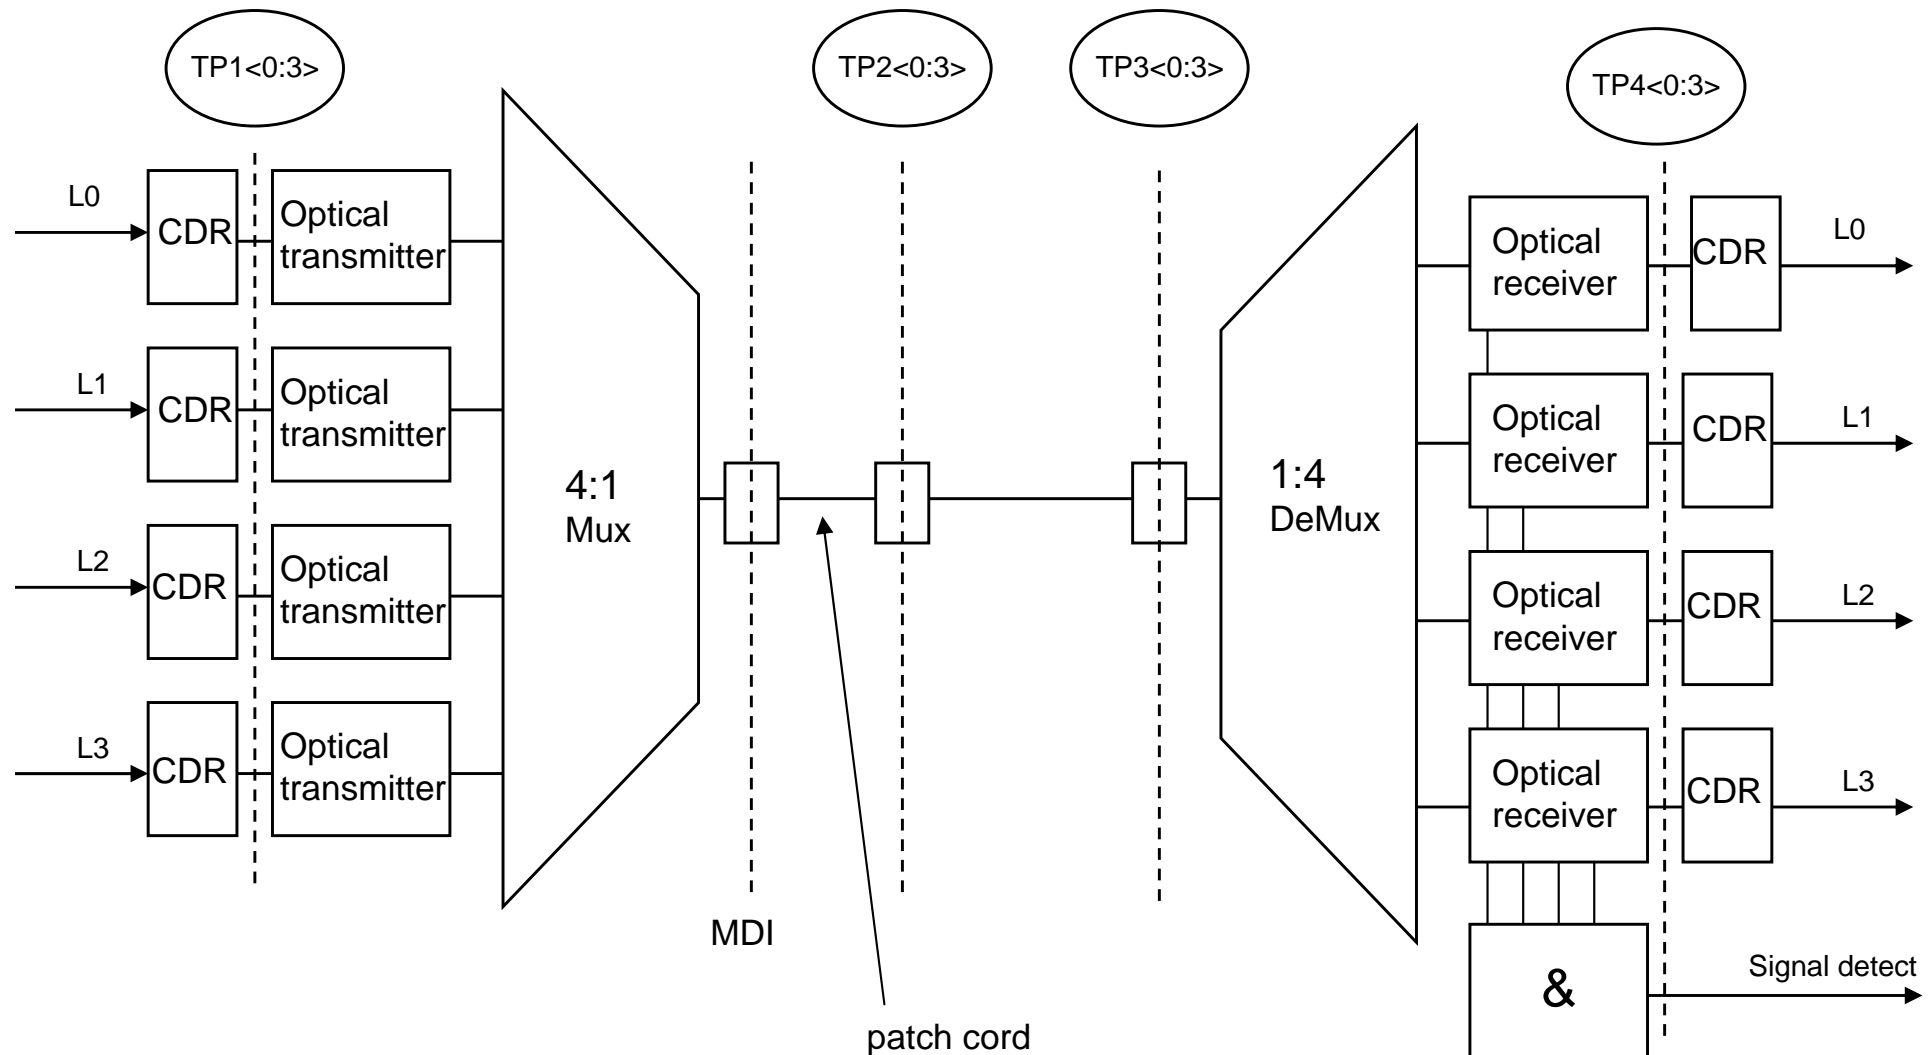 TP1<0:3>
TP2<0:3>
TP3<0:3>
TP4<0:3>
L0
CDR
Optical
transmitter
L1
CDR
Optical
transmitter
L2
CDR
Optical
transmitter
L3
CDR
Optical
transmitter
4:1
Mux
MDI
patch cord
1:4
DeMux
Optical
receiver
CDR
L0
Optical
receiver
CDR
L1
Optical
receiver
CDR
L2
Optical
receiver
CDR
L3
&
Signal detect